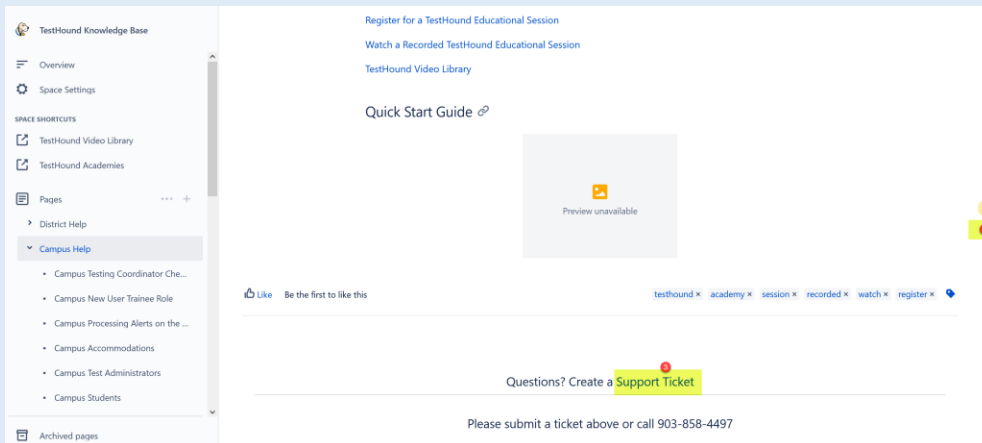 TestHound Knowledge Base
Overview
Space Settings
SPACE SHORTCUTS
TestHound Video Library
TestHound Academies
Pages
District Help
Campus Help
Campus Testing Coordinator Che...
Campus New User Trainee Role
Campus Processing Alerts on the ...
Campus Accommodations
Campus Test Administrators
Campus Students
Archived pages
Register for a TestHound Educational Session
Watch a Recorded TestHound Educational Session
TestHound Video Library
Quick Start Guide
Preview unavailable
Like Be the first to like this
testhound × academy × session × recorded × watch × register ×
3
Questions? Create a Support Ticket
Please submit a ticket above or call 903-858-4497